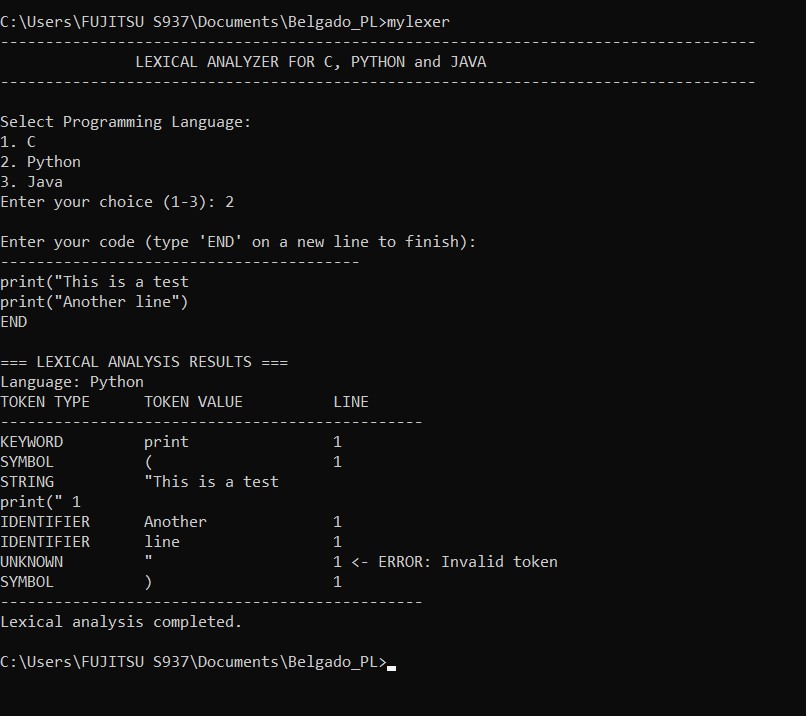 C:\Users\FUJITSU S937\Documents\Belgado_PL>mylexer
------------------------------------------------------------------------------------
               LEXICAL ANALYZER FOR C, PYTHON and JAVA
------------------------------------------------------------------------------------

Select Programming Language:
1. C
2. Python
3. Java
Enter your choice (1-3): 2

Enter your code (type 'END' on a new line to finish):
----------------------------------------
print("This is a test
print("Another line")
END

=== LEXICAL ANALYSIS RESULTS ===
Language: Python
TOKEN TYPE      TOKEN VALUE          LINE
-----------------------------------------------
KEYWORD         print                1
SYMBOL          (                    1
STRING          "This is a test
print(" 1
IDENTIFIER      Another              1
IDENTIFIER      line                 1
UNKNOWN         "                    1 <- ERROR: Invalid token
SYMBOL          )                    1
-----------------------------------------------
Lexical analysis completed.

C:\Users\FUJITSU S937\Documents\Belgado_PL>